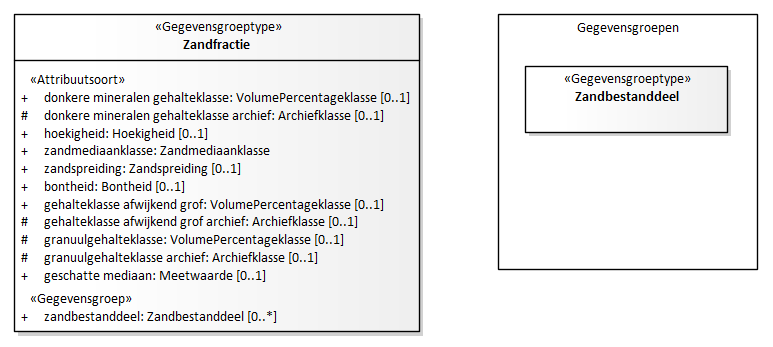 «Gegevensgroeptype»
Zandfractie
«Attribuutsoort»
+ donkere mineralen gehalteklasse: VolumePercentageklasse [0..1]
# donkere mineralen gehalteklasse archief: Archiefklasse [0..1]
+ hoekigheid: Hoekigheid [0..1]
+ zandmediaanklasse: Zandmediaanklasse
+ zandspreiding: Zandspreiding [0..1]
+ bontheid: Bontheid [0..1]
+ gehalteklasse afwijkend grof: VolumePercentageklasse [0..1]
# gehalteklasse afwijkend grof archief: Archiefklasse [0..1]
# granuulgehalteklasse: VolumePercentageklasse [0..1]
# granuulgehalteklasse archief: Archiefklasse [0..1]
+ geschatte mediaan: Meetwaarde [0..1]
«Gegevensgroep»
+ zandbestanddeel: Zandbestanddeel [0..*]
Gegevensgroepen
«Gegevensgroeptype»
Zandbestanddeel